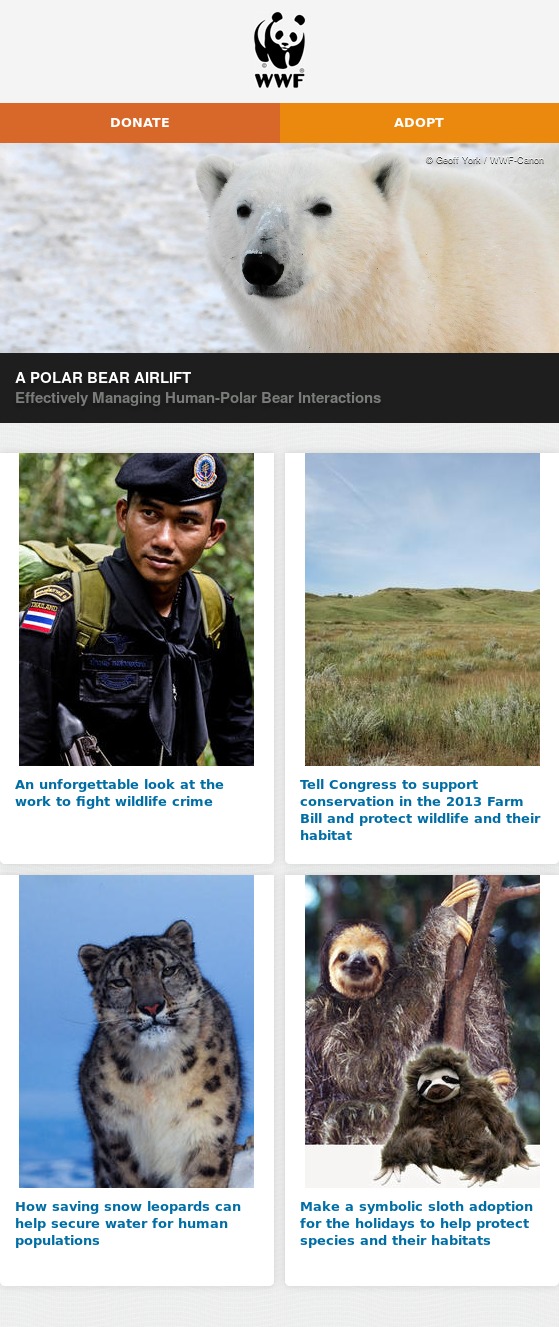 WWF
DONATE
ADOPT
© Geoff York / WWF-Canon
A POLAR BEAR AIRLIFT
Effectively Managing Human-Polar Bear Interactions
THAILAND
An unforgettable look at the
work to fight wildlife crime
Tell Congress to support
conservation in the 2013 Farm
Bill and protect wildlife and their
habitat
How saving snow leopards can
help secure water for human
populations
Make a symbolic sloth adoption
for the holidays to help protect
species and their habitats